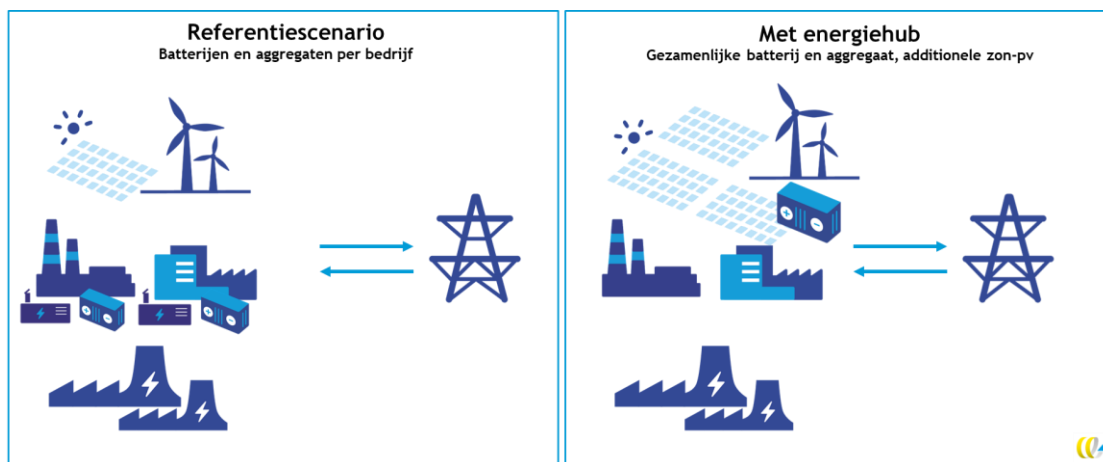 Referentiescenario
Batterijen en aggregaten per bedrijf
Met energiehub
Gezamenlijke batterij en aggregaat, additionele zon-pv